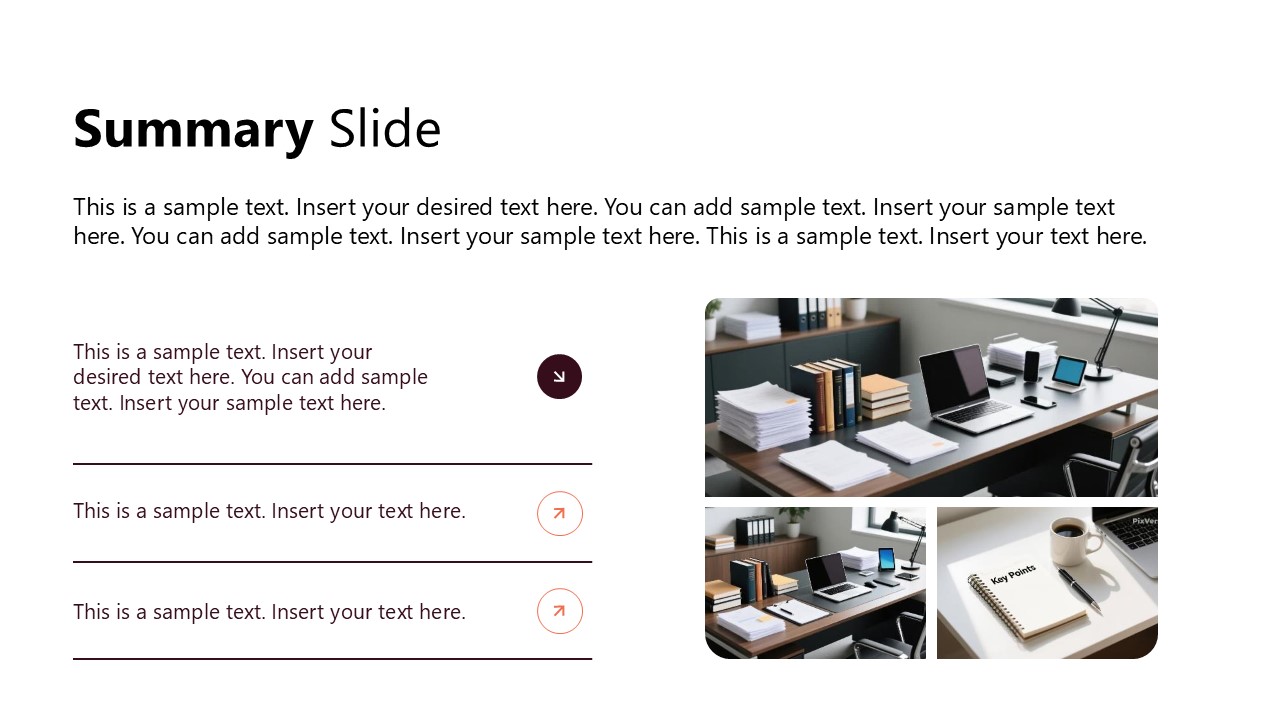 Summary Slide
This is a sample text. Insert your desired text here. You can add sample text. Insert your sample text
here. You can add sample text. Insert your sample text here. This is a sample text. Insert your text here.
This is a sample text. Insert your
desired text here. You can add sample
text. Insert your sample text here.
This is a sample text. Insert your text here.
This is a sample text. Insert your text here.
Key Points